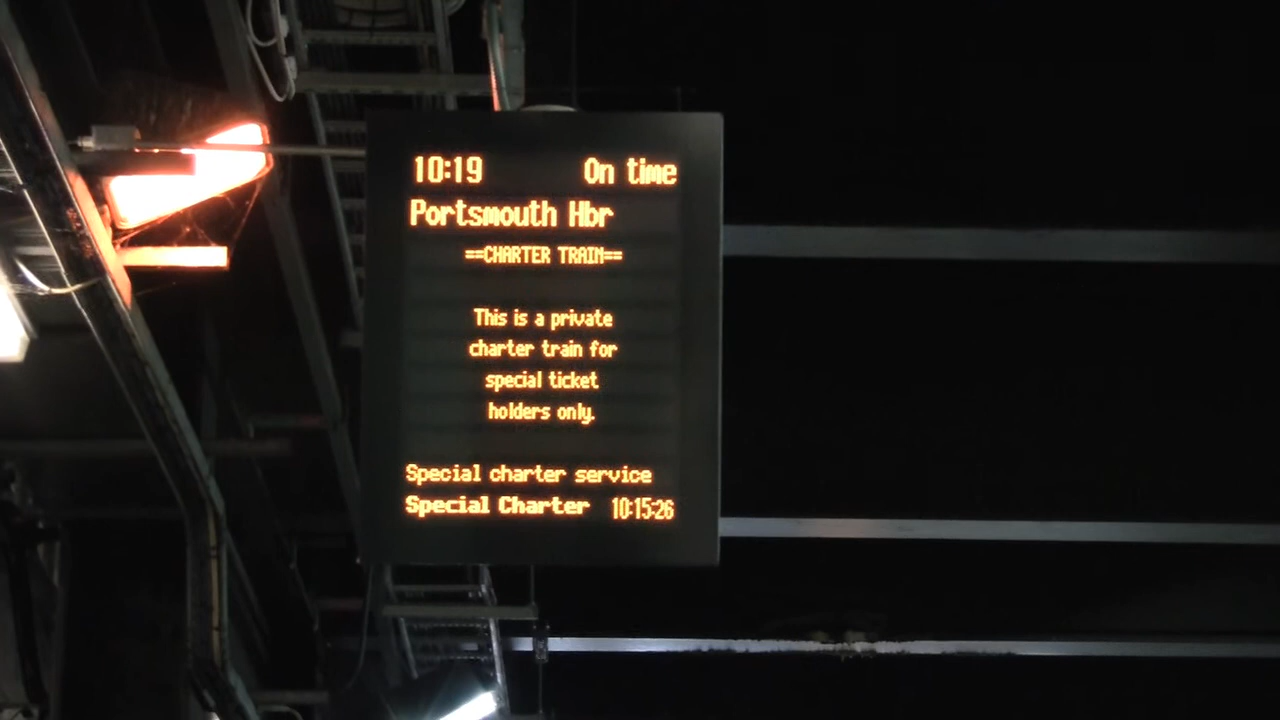 10:19 On time
Portsmouth Hbr
==CHARTER TRAIN==
This is a private
charter train for
special ticket
holders only.
Special charter service
Special Charter 10:15:26